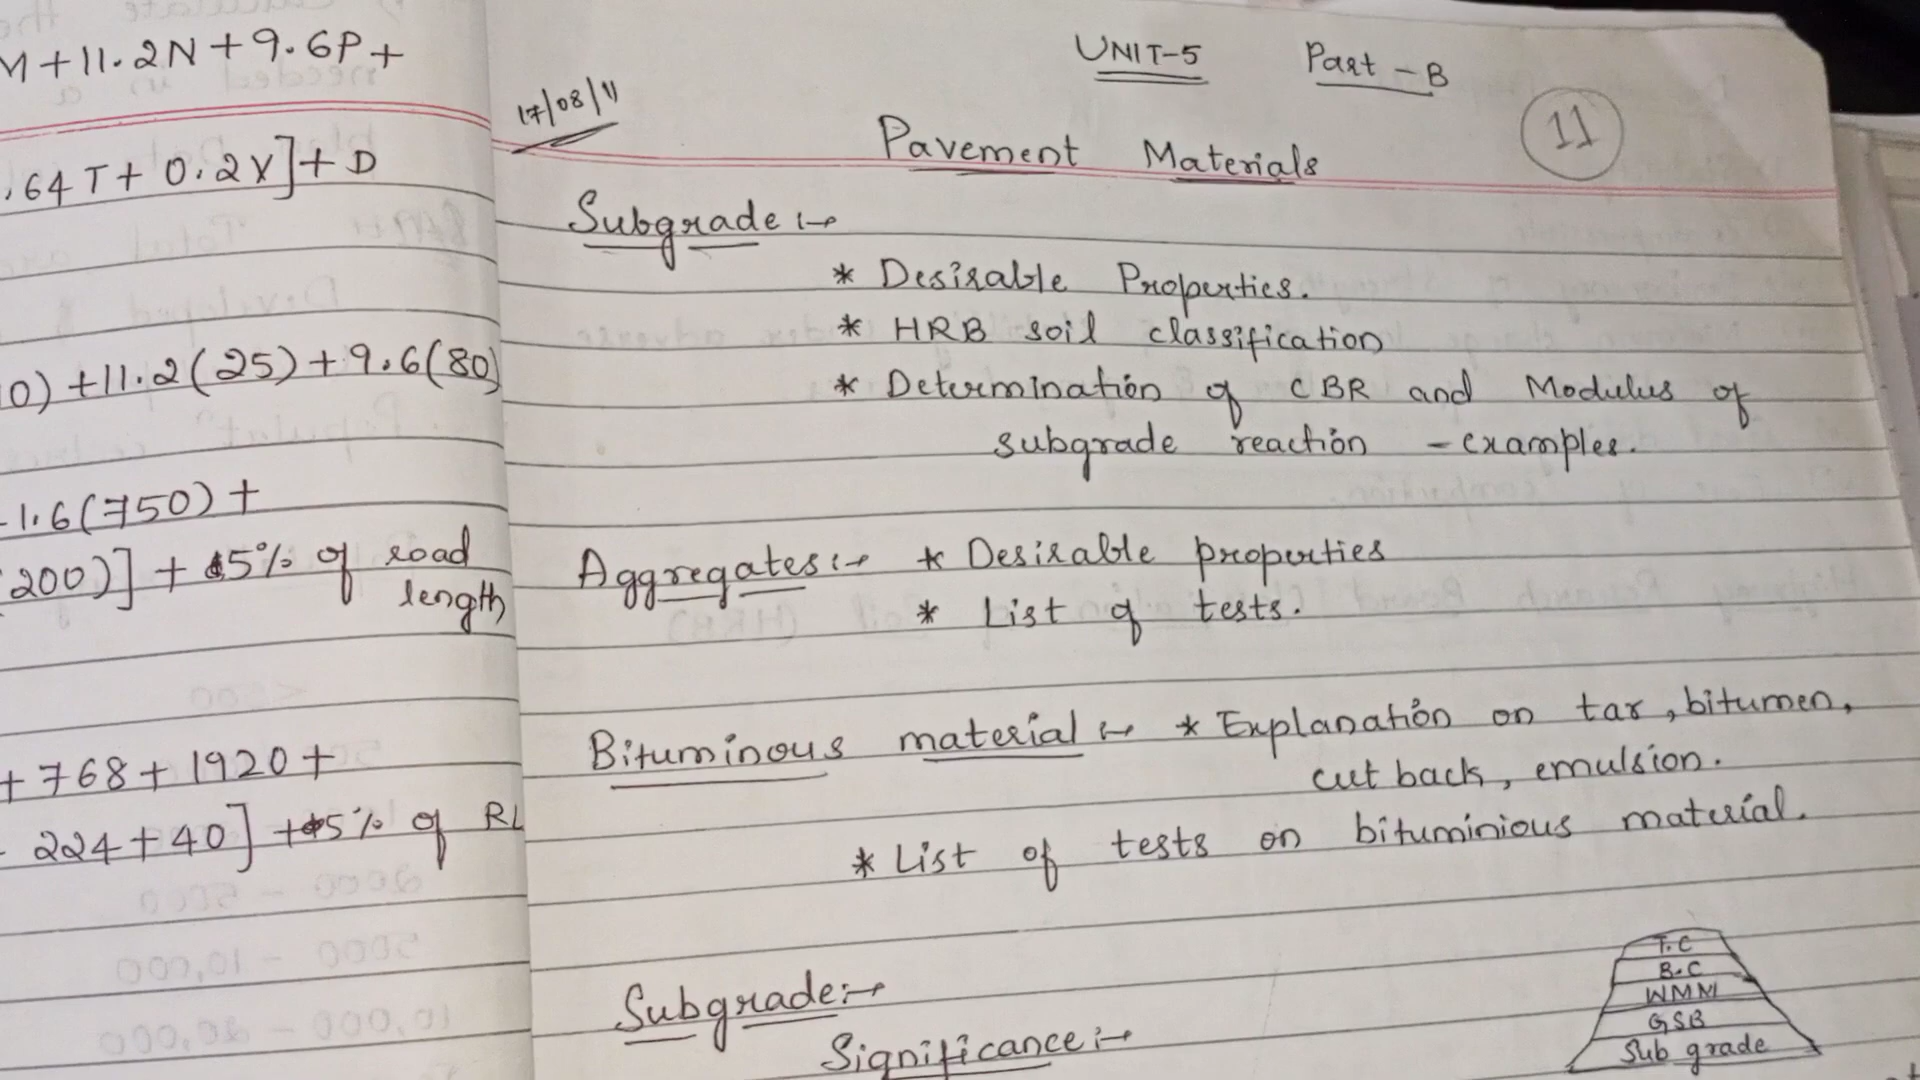 M+11.2N+9.6P+
.64T+0.2V]+D
0)+11.2(25)+9.6(80)
1.6(750)+
200)]+5% of road
length
+768+1920+
224+40]+5% of RL
UNIT-5 Part-B
17/08/11
11
Pavement Materials
Subgrade:→
* Desirable Properties.
* HRB soil classification
* Determination of CBR and Modulus of
subgrade reaction - examples.
Aggregates:→ * Desirable properties
* List of tests.
Bituminous material:→ * Explanation on tar, bitumen,
cut back, emulsion.
* List of tests on bituminious material.
Subgrade:→
Significance:→
T.C
B.C
WMM
GSB
Sub grade